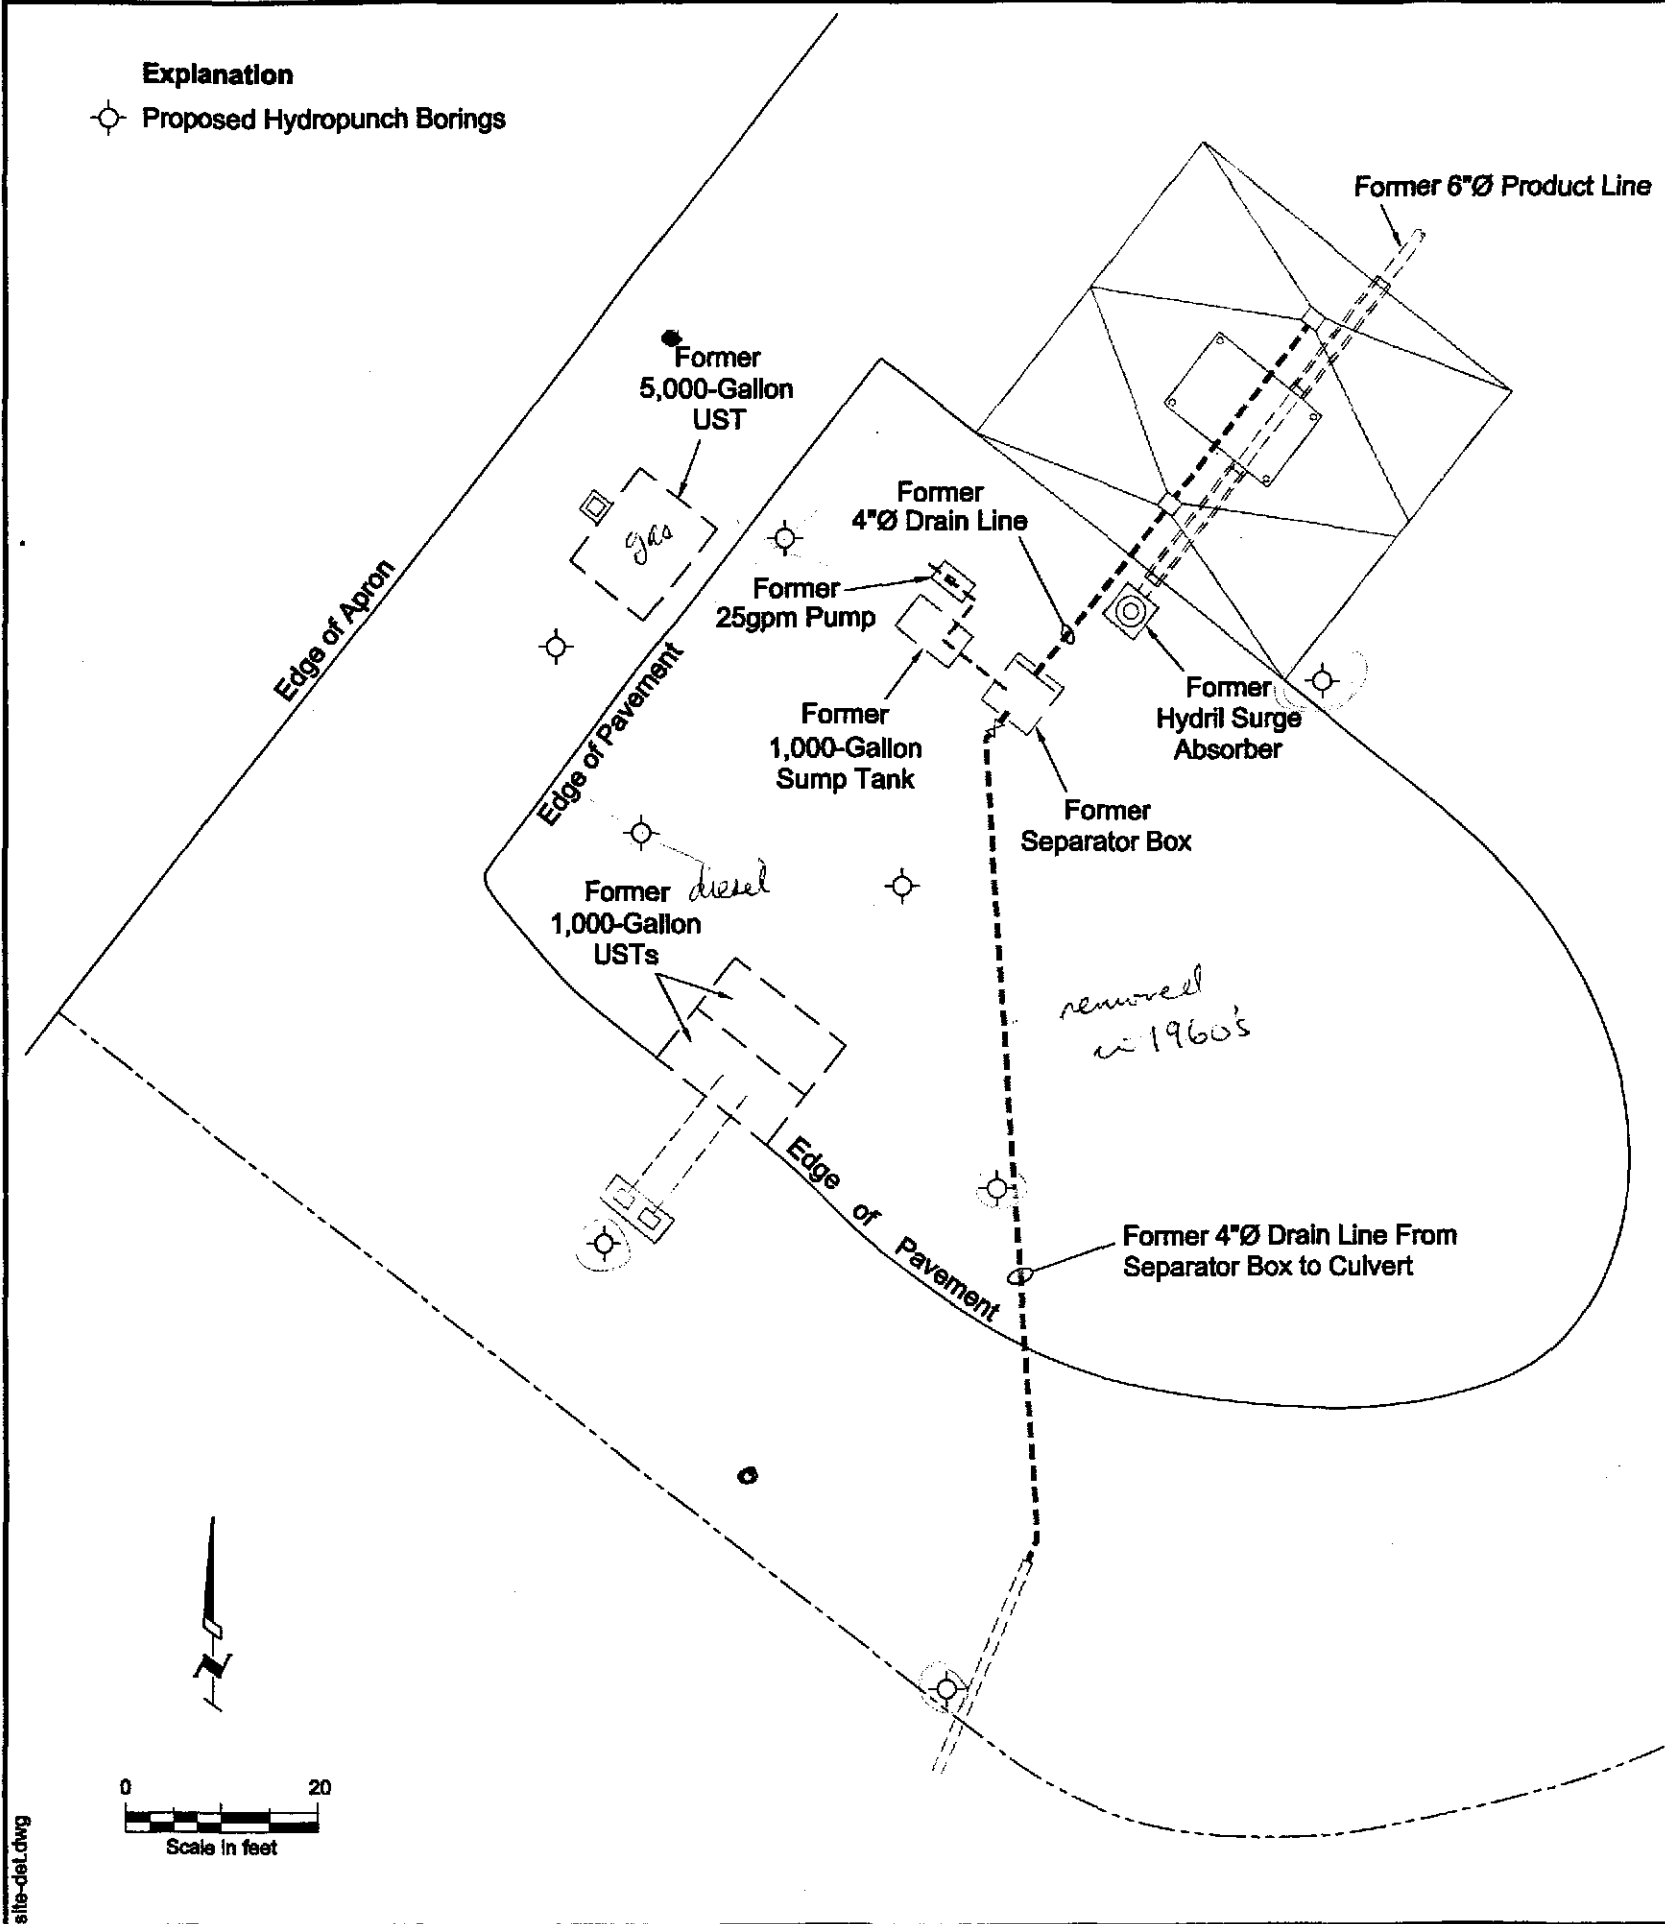 Explanation
Proposed Hydropunch Borings
Former 6"Ø Product Line
Former
5,000-Gallon
UST
gas
Former
4"Ø Drain Line
Former
25gpm Pump
Edge of Apron
Edge of Pavement
Former
1,000-Gallon
Sump Tank
Former
Hydril Surge
Absorber
Former
Separator Box
diesel
Former
1,000-Gallon
USTs
removed
in 1960's
Edge of Pavement
Former 4"Ø Drain Line From
Separator Box to Culvert
N
0 20
Scale in feet
site-det.dwg